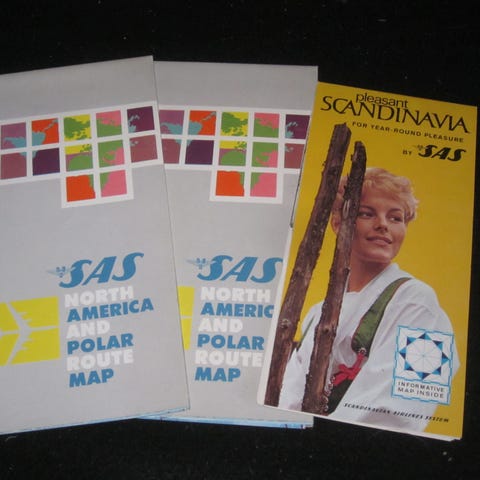 SAS
NORTH
AMERICA
AND
POLAR
ROUTE
MAP
SAS
NORTH
AMERIC
AND
POLAR
ROUTE
MAP
pleasant
SCANDINAVIA
FOR YEAR-ROUND PLEASURE
BY SAS
INFORMATIVE
MAP INSIDE
SCANDINAVIAN AIRLINES SYSTEM